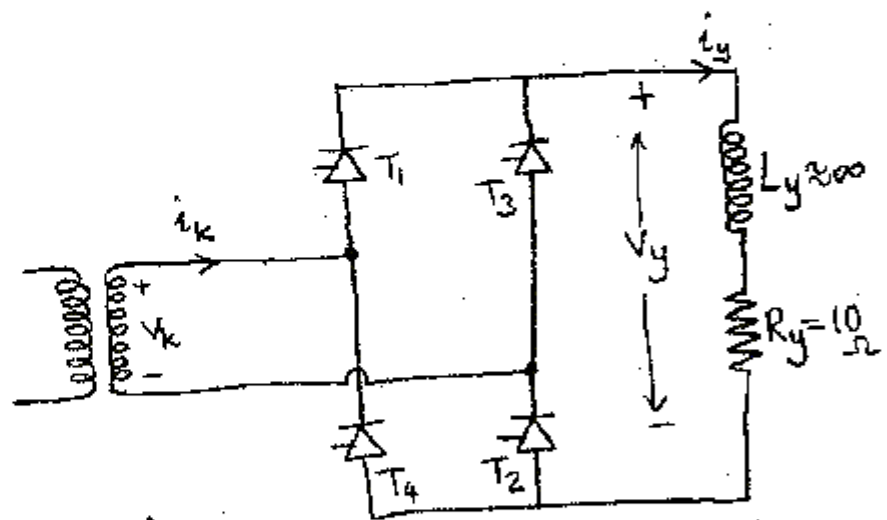 i_y
+
T_1
T_3
L_y≈∞
i_k
V_y
+
V_k
R_y=10
Ω
-
-
T_4
T_2